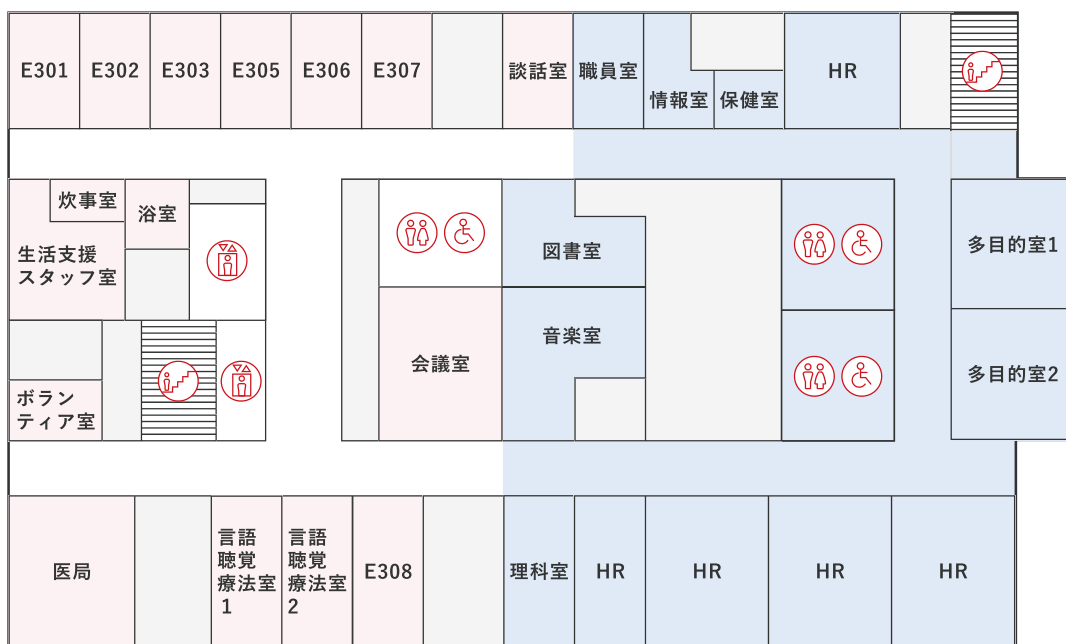 E301
E302
E303
E305
E306
E307
談話室
職員室
情報室
保健室
HR
炊事室
浴室
生活支援
スタッフ室
図書室
多目的室1
音楽室
会議室
多目的室2
ボラン
ティア室
医局
言語
聴覚
療法室
1
言語
聴覚
療法室
2
E308
理科室
HR
HR
HR
HR